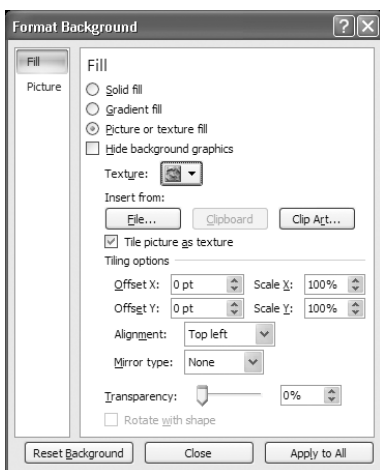 Format Background
Fill
Picture
Fill
Solid fill
Gradient fill
Picture or texture fill
Hide background graphics
Texture:
Insert from:
File...
Clipboard
Clip Art...
Tile picture as texture
Tiling options
Offset X: 0 pt Scale X: 100%
Offset Y: 0 pt Scale Y: 100%
Alignment: Top left
Mirror type: None
Transparency: 0%
Rotate with shape
Reset Background Close Apply to All